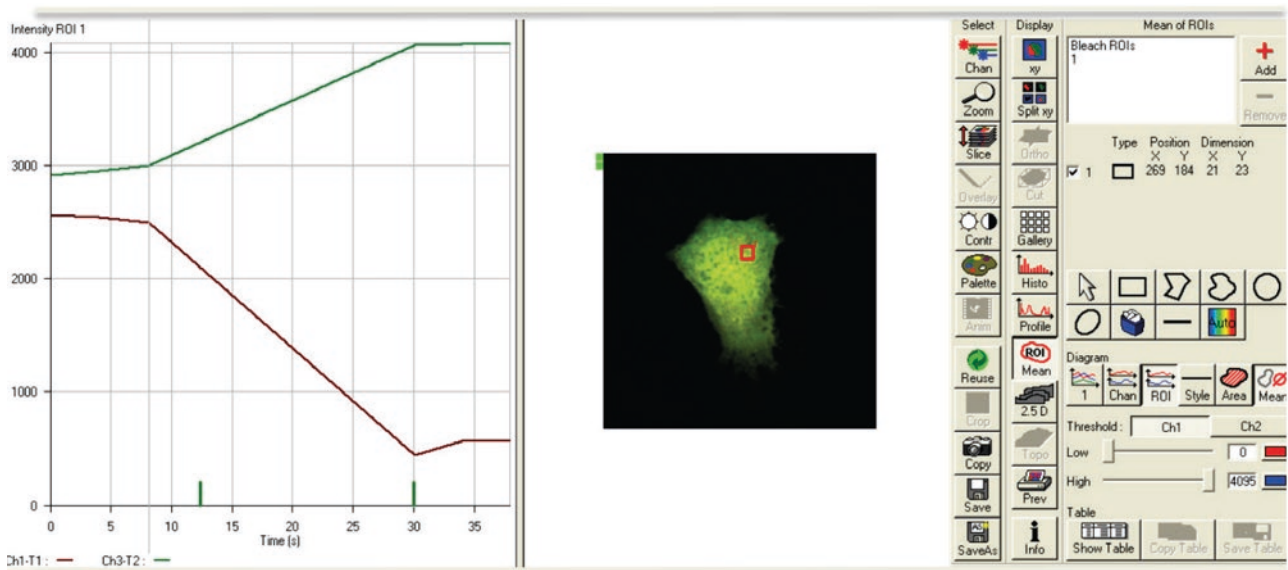 Intensity ROI 1
4000
3000
2000
1000
0
0 5 10 15 20 25 30 35
Time (s)
Ch1-T1 : Ch3-T2 :
Select
Chan
Zoom
Slice
Overlay
Contr
Palette
Anim
Reuse
Crop
Copy
Save
AS
SaveAs
Display
xy
Split xy
Ortho
Cut
Gallery
Histo
Profile
ROI
Mean
2.5 D
Topo
Prev
i
Info
Mean of ROIs
Bleach ROIs
1
Add
Remove
Type Position Dimension
X Y X Y
1 269 184 21 23
Auto
Diagram
1 Chan ROI Style Area Mean
Threshold : Ch1 Ch2
Low 0
High 4095
Table
Show Table Copy Table Save Table